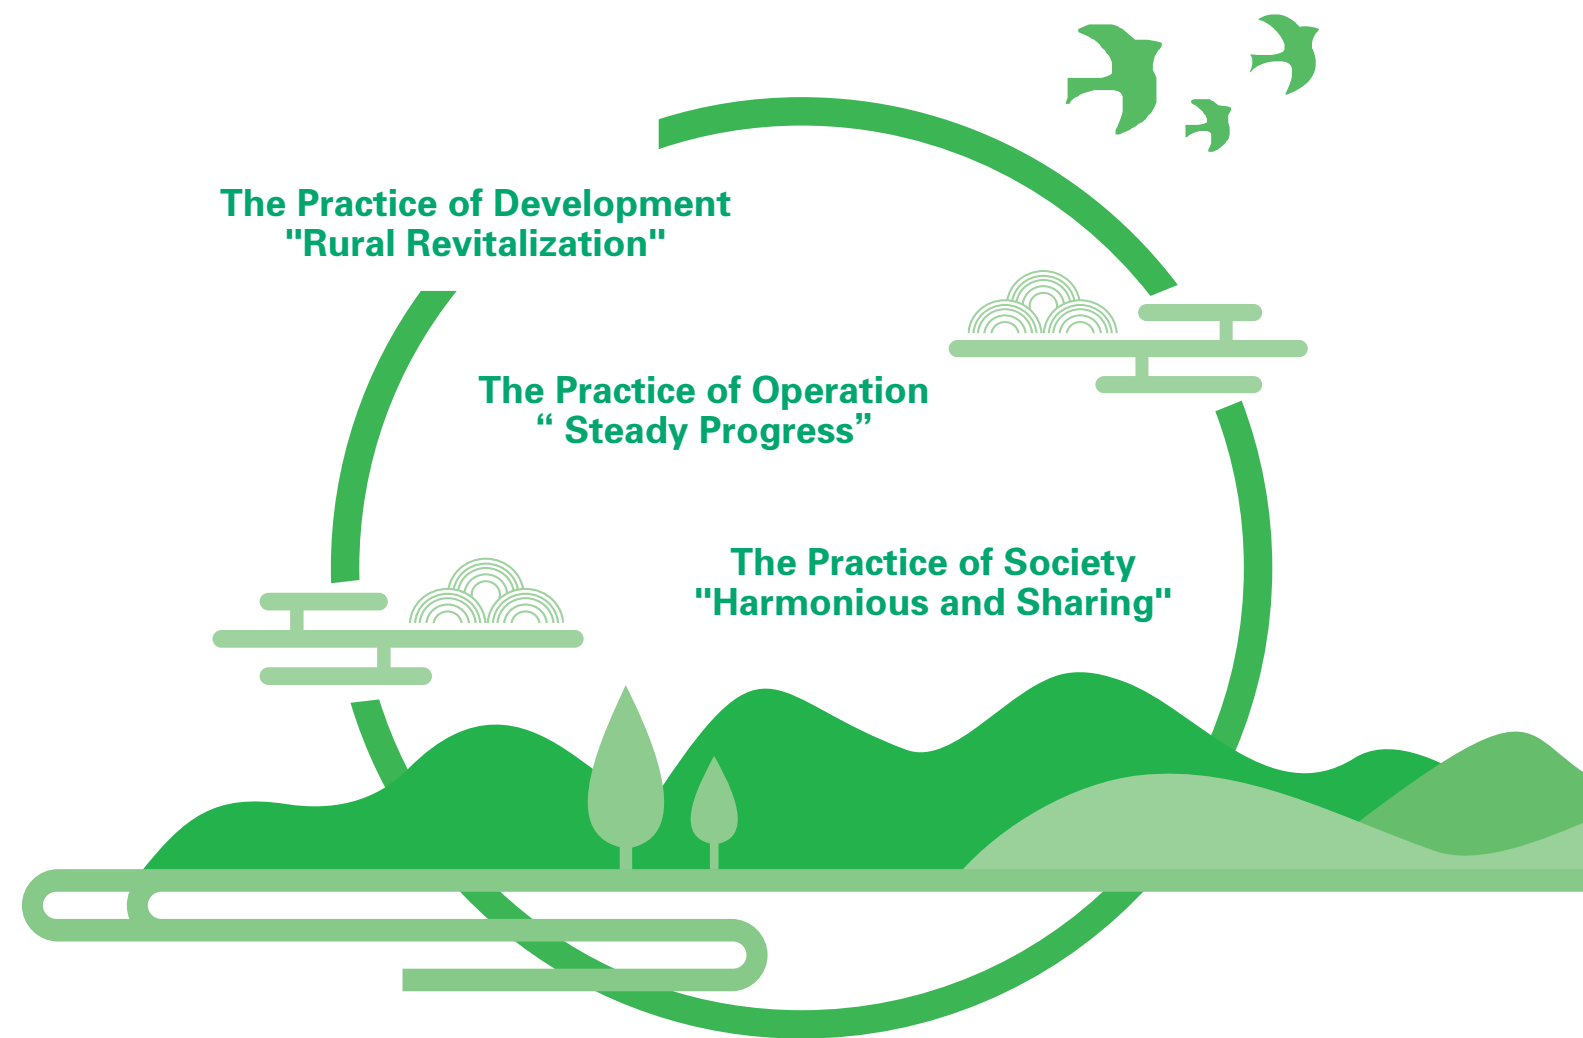 The Practice of Development
"Rural Revitalization"
The Practice of Operation
“ Steady Progress”
The Practice of Society
"Harmonious and Sharing"